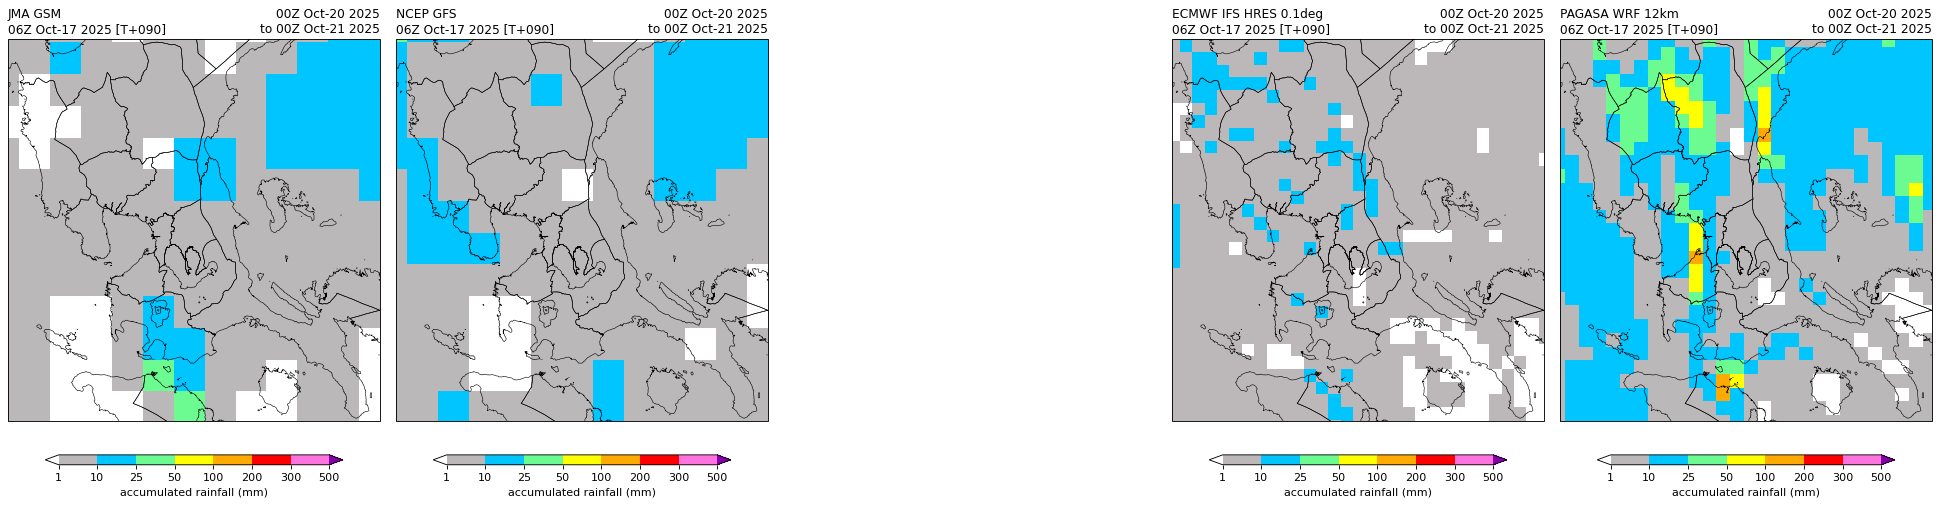 JMA GSM 00Z Oct-20 2025
06Z Oct-17 2025 [T+090] to 00Z Oct-21 2025
1 10 25 50 100 200 300 500
accumulated rainfall (mm)
NCEP GFS 00Z Oct-20 2025
06Z Oct-17 2025 [T+090] to 00Z Oct-21 2025
1 10 25 50 100 200 300 500
accumulated rainfall (mm)
ECMWF IFS HRES 0.1deg 00Z Oct-20 2025
06Z Oct-17 2025 [T+090] to 00Z Oct-21 2025
1 10 25 50 100 200 300 500
accumulated rainfall (mm)
PAGASA WRF 12km 00Z Oct-20 2025
06Z Oct-17 2025 [T+090] to 00Z Oct-21 2025
1 10 25 50 100 200 300 500
accumulated rainfall (mm)